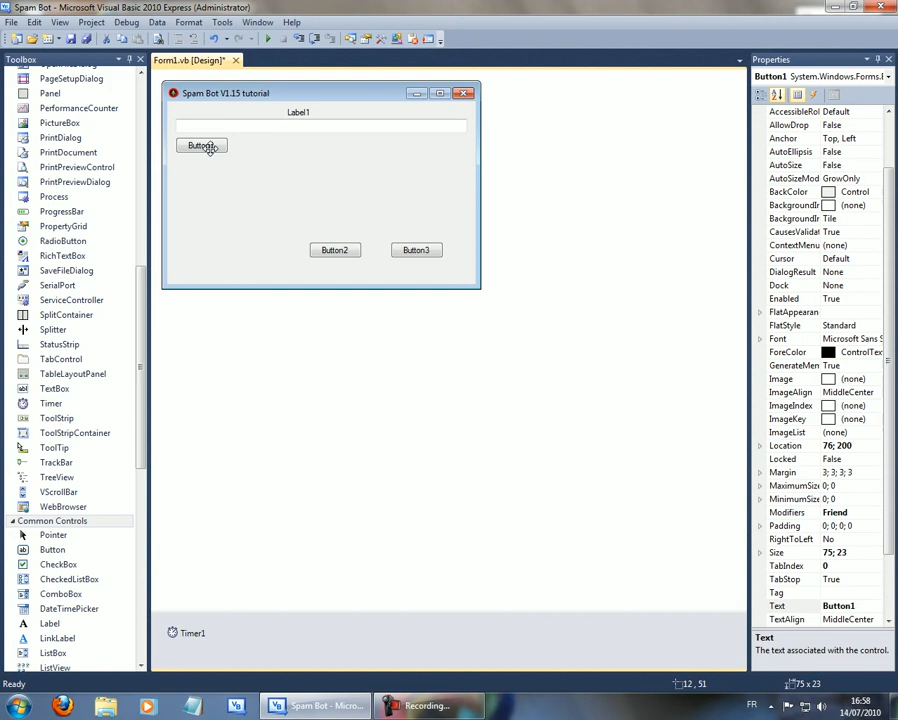 Spam Bot - Microsoft Visual Basic 2010 Express (Administrator)
File Edit View Project Debug Data Format Tools Window Help
Toolbox
Form1.vb [Design]*
Properties
PageSetupDialog
Panel
PerformanceCounter
PictureBox
PrintDialog
PrintDocument
PrintPreviewControl
PrintPreviewDialog
Process
ProgressBar
PropertyGrid
RadioButton
RichTextBox
SaveFileDialog
SerialPort
ServiceController
SplitContainer
Splitter
StatusStrip
TabControl
TableLayoutPanel
TextBox
Timer
ToolStrip
ToolStripContainer
ToolTip
TrackBar
TreeView
VScrollBar
WebBrowser
Common Controls
Pointer
Button
CheckBox
CheckedListBox
ComboBox
DateTimePicker
Label
LinkLabel
ListBox
ListView
Spam Bot V1.15 tutorial
Label1
Button2 Button3
Timer1
Button1 System.Windows.Forms.
AccessibleRol Default
AllowDrop False
Anchor Top, Left
AutoEllipsis False
AutoSize False
AutoSizeMod GrowOnly
BackColor Control
BackgroundIr (none)
BackgroundIr Tile
CausesValidat True
ContextMenu (none)
Cursor Default
DialogResult None
Dock None
Enabled True
FlatAppearan
FlatStyle Standard
Font Microsoft Sans S
ForeColor ControlTex
GenerateMen True
Image (none)
ImageAlign MiddleCenter
ImageIndex (none)
ImageKey (none)
ImageList (none)
Location 76; 200
Locked False
Margin 3; 3; 3; 3
MaximumSize 0; 0
MinimumSize 0; 0
Modifiers Friend
Padding 0; 0; 0; 0
RightToLeft No
Size 75; 23
TabIndex 0
TabStop True
Tag
Text Button1
TextAlign MiddleCenter
Text
The text associated with the control.
Ready
12 , 51
75 x 23
Spam Bot - Micro...
Recording...
FR
16:58
14/07/2010